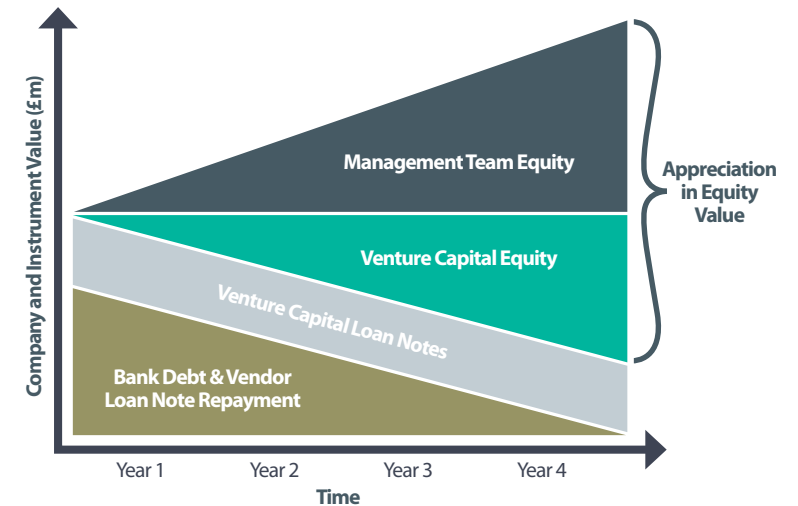 Company and Instrument Value (£m)
Management Team Equity
Appreciation
in Equity
Value
Venture Capital Equity
Venture Capital Loan Notes
Bank Debt & Vendor
Loan Note Repayment
Year 1
Year 2
Year 3
Year 4
Time